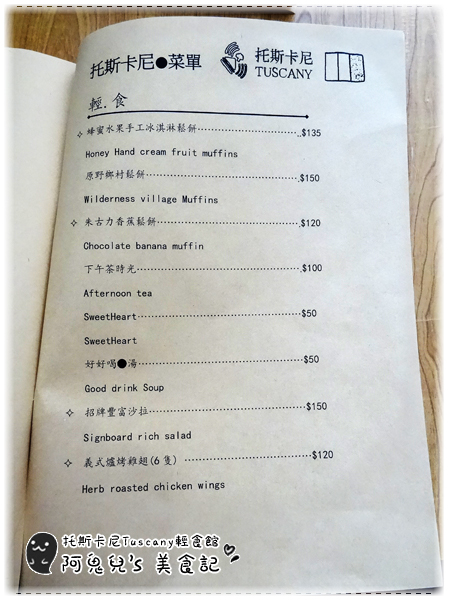 托斯卡尼●菜單
托斯卡尼
TUSCANY
輕.食
✧蜂蜜水果手工冰淇淋鬆餅..............................$135
Honey Hand cream fruit muffins
原野鄉村鬆餅..............................$150
Wilderness village Muffins
✧ 朱古力香蕉鬆餅..............................$120
Chocolate banana muffin
下午茶時光..............................$100
Afternoon tea
SweetHeart..............................$50
SweetHeart
好好喝●湯..............................$50
Good drink Soup
✧ 招牌豐富沙拉..............................$150
Signboard rich salad
✧ 義式爐烤雞翅(6隻) ..............................$120
Herb roasted chicken wings
托斯卡尼Tuscany輕食館
阿鬼兒's 美食記